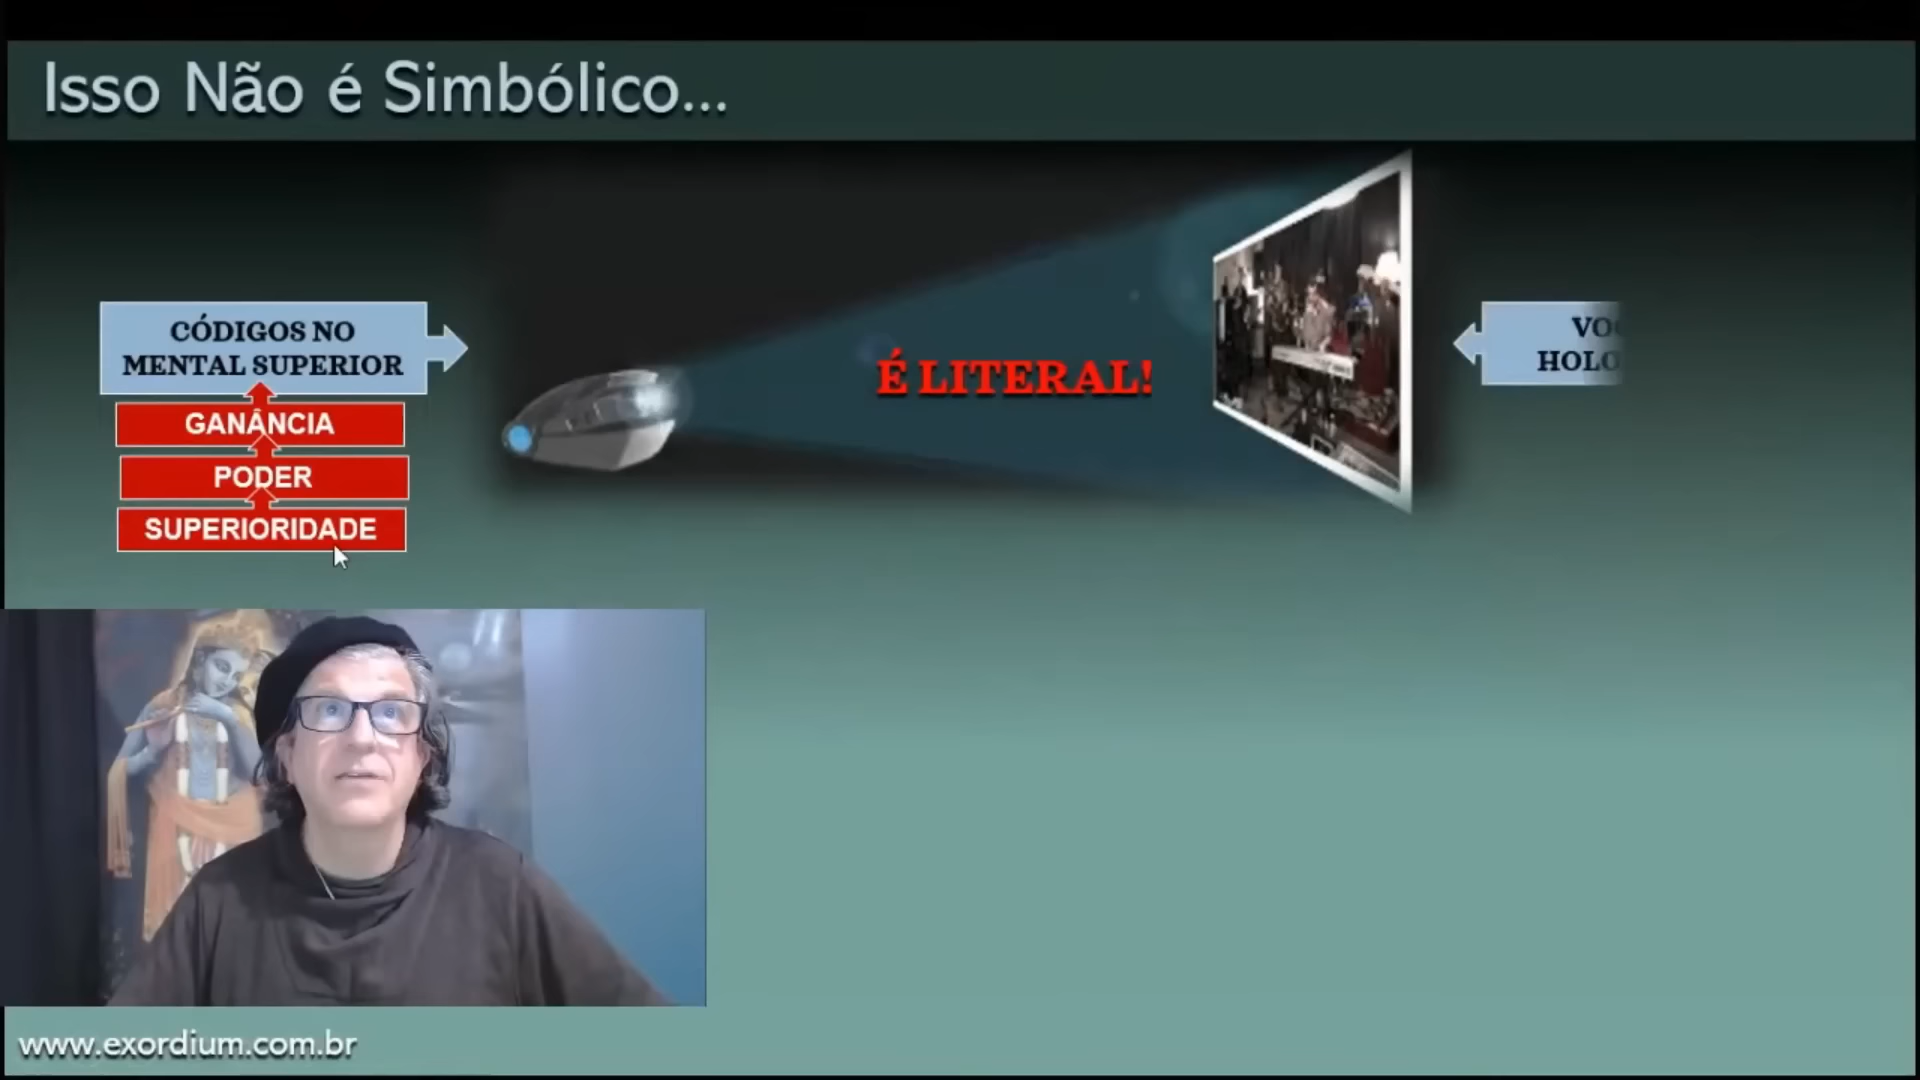 Isso Não é Simbólico...
CÓDIGOS NO
MENTAL SUPERIOR
GANÂNCIA
PODER
SUPERIORIDADE
É LITERAL!
www.exordium.com.br